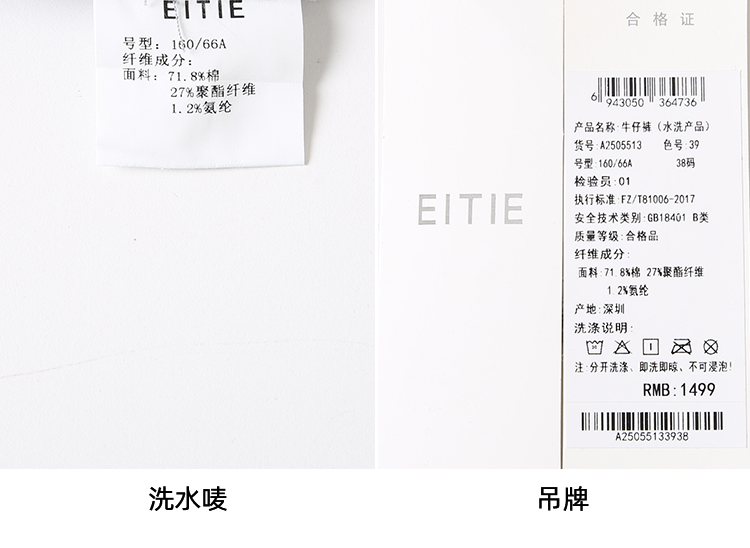 EITIE
号型: 160/66A
纤维成分:
面料: 71.8%棉
27%聚酯纤维
1.2%氨纶
EITIE
合格证
6 943050 364736
产品名称:牛仔裤（水洗产品）
货号:A2505513 色号:39
号型:160/66A 38码
检验员:01
执行标准:FZ/T81006-2017
安全技术类别:GB18401 B类
质量等级:合格品
纤维成分:
面料:71.8%棉 27%聚酯纤维
1.2%氨纶
产地:深圳
洗涤说明:
注:分开洗涤、即洗即晾、不可浸泡!
RMB:1499
A25055133938
洗水唛
吊牌